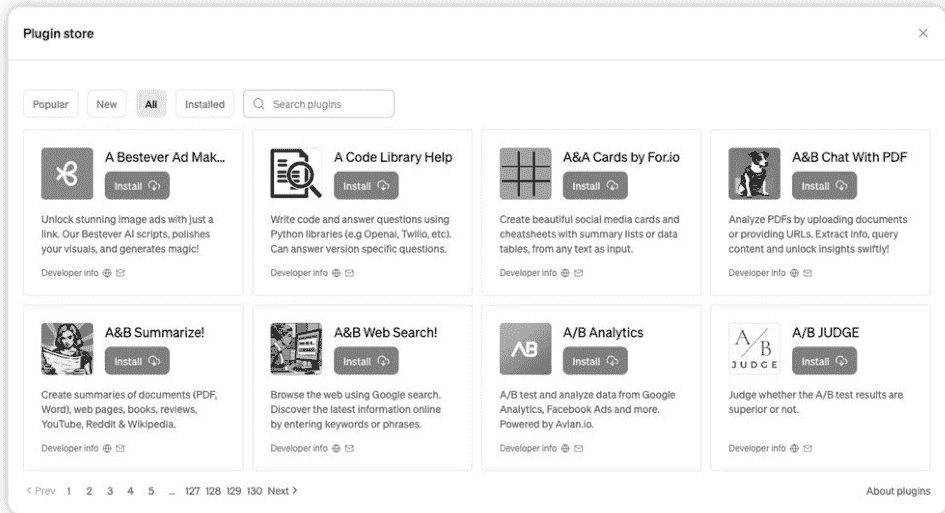 Plugin store
Popular New All Installed Search plugins
A Bestever Ad Mak...
Install
Unlock stunning image ads with just a
link. Our Bestever AI scripts, polishes
your visuals, and generates magic!
Developer info
A Code Library Help
Install
Write code and answer questions using
Python libraries (e.g Openai, Twilio, etc).
Can answer version specific questions.
Developer info
A&A Cards by For.io
Install
Create beautiful social media cards and
cheatsheets with summary lists or data
tables, from any text as input.
Developer info
A&B Chat With PDF
Install
Analyze PDFs by uploading documents
or providing URLs. Extract info, query
content and unlock insights swiftly!
Developer info
A&B Summarize!
Install
Create summaries of documents (PDF,
Word), web pages, books, reviews,
YouTube, Reddit & Wikipedia.
Developer info
A&B Web Search!
Install
Browse the web using Google search.
Discover the latest information online
by entering keywords or phrases.
Developer info
AB
A/B Analytics
Install
A/B test and analyze data from Google
Analytics, Facebook Ads and more.
Powered by Avian.io.
Developer info
A/B
JUDGE
A/B JUDGE
Install
Judge whether the A/B test results are
superior or not.
Developer info
Prev 1 2 3 4 5 ... 127 128 129 130 Next
About plugins